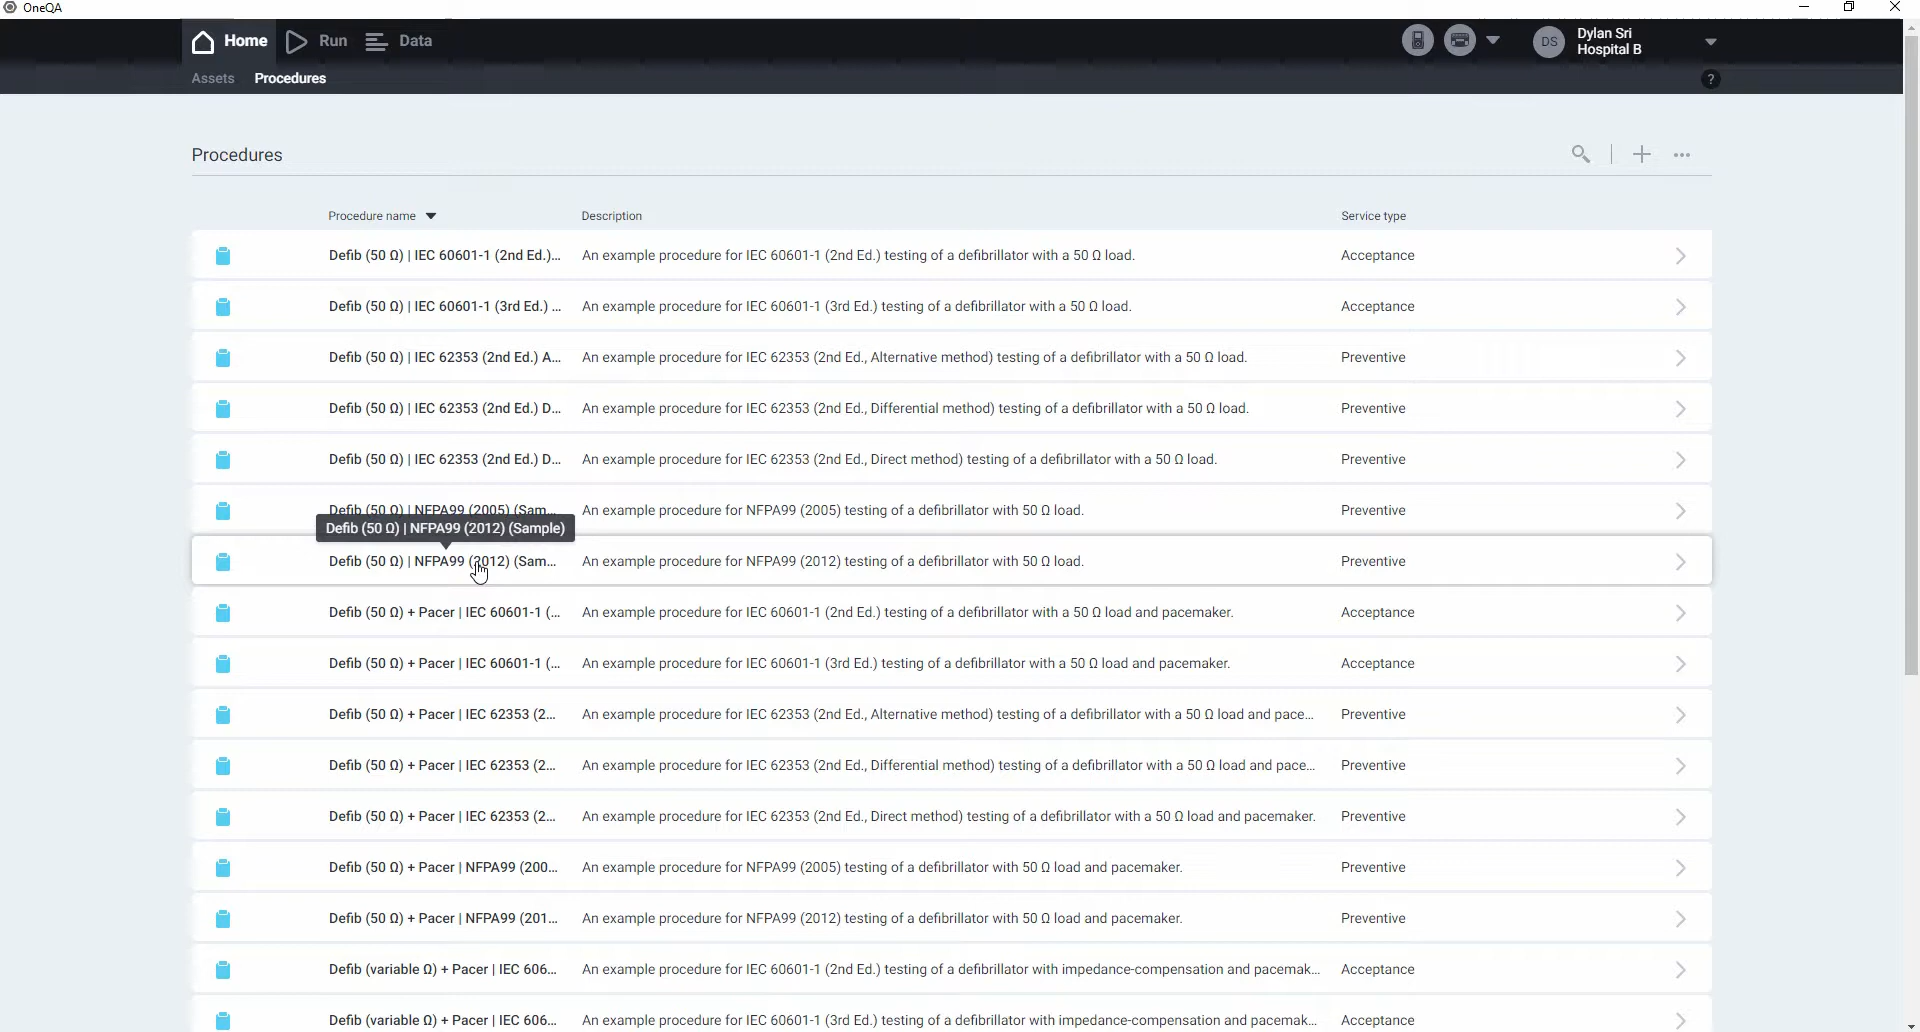 OneQA
Home Run Data
DS Dylan Sri
Hospital B
Assets Procedures ?
Procedures
Procedure name Description Service type
Defib (50 Ω) | IEC 60601-1 (2nd Ed.)... An example procedure for IEC 60601-1 (2nd Ed.) testing of a defibrillator with a 50 Ω load. Acceptance
Defib (50 Ω) | IEC 60601-1 (3rd Ed.) ... An example procedure for IEC 60601-1 (3rd Ed.) testing of a defibrillator with a 50 Ω load. Acceptance
Defib (50 Ω) | IEC 62353 (2nd Ed.) A... An example procedure for IEC 62353 (2nd Ed., Alternative method) testing of a defibrillator with a 50 Ω load. Preventive
Defib (50 Ω) | IEC 62353 (2nd Ed.) D... An example procedure for IEC 62353 (2nd Ed., Differential method) testing of a defibrillator with a 50 Ω load. Preventive
Defib (50 Ω) | IEC 62353 (2nd Ed.) D... An example procedure for IEC 62353 (2nd Ed., Direct method) testing of a defibrillator with a 50 Ω load. Preventive
Defib (50 Ω) | NFPA99 (2005) (Sam... An example procedure for NFPA99 (2005) testing of a defibrillator with 50 Ω load. Preventive
Defib (50 Ω) | NFPA99 (2012) (Sample)
Defib (50 Ω) | NFPA99 (2012) (Sam... An example procedure for NFPA99 (2012) testing of a defibrillator with 50 Ω load. Preventive
Defib (50 Ω) + Pacer | IEC 60601-1 (... An example procedure for IEC 60601-1 (2nd Ed.) testing of a defibrillator with a 50 Ω load and pacemaker. Acceptance
Defib (50 Ω) + Pacer | IEC 60601-1 (... An example procedure for IEC 60601-1 (3rd Ed.) testing of a defibrillator with a 50 Ω load and pacemaker. Acceptance
Defib (50 Ω) + Pacer | IEC 62353 (2... An example procedure for IEC 62353 (2nd Ed., Alternative method) testing of a defibrillator with a 50 Ω load and pace... Preventive
Defib (50 Ω) + Pacer | IEC 62353 (2... An example procedure for IEC 62353 (2nd Ed., Differential method) testing of a defibrillator with a 50 Ω load and pace... Preventive
Defib (50 Ω) + Pacer | IEC 62353 (2... An example procedure for IEC 62353 (2nd Ed., Direct method) testing of a defibrillator with a 50 Ω load and pacemaker. Preventive
Defib (50 Ω) + Pacer | NFPA99 (200... An example procedure for NFPA99 (2005) testing of a defibrillator with 50 Ω load and pacemaker. Preventive
Defib (50 Ω) + Pacer | NFPA99 (201... An example procedure for NFPA99 (2012) testing of a defibrillator with 50 Ω load and pacemaker. Preventive
Defib (variable Ω) + Pacer | IEC 606... An example procedure for IEC 60601-1 (2nd Ed.) testing of a defibrillator with impedance-compensation and pacemak... Acceptance
Defib (variable Ω) + Pacer | IEC 606... An example procedure for IEC 60601-1 (3rd Ed.) testing of a defibrillator with impedance-compensation and pacemak... Acceptance